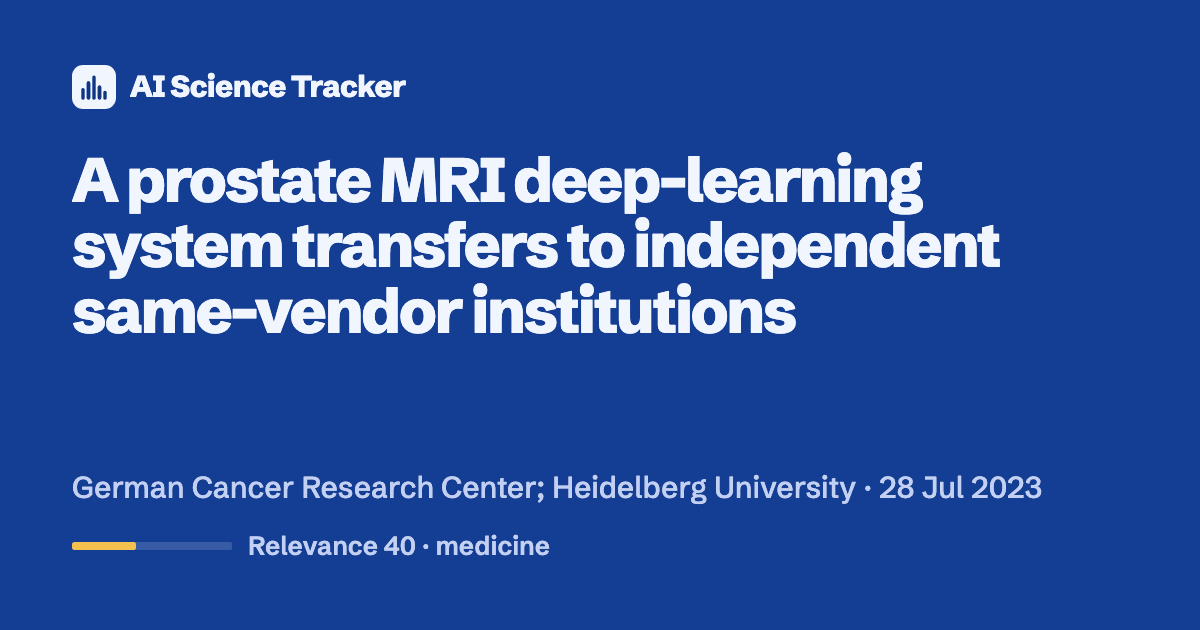 AI Science Tracker
A prostate MRI deep-learning
system transfers to independent
same-vendor institutions
German Cancer Research Center; Heidelberg University · 28 Jul 2023
Relevance 40 · medicine